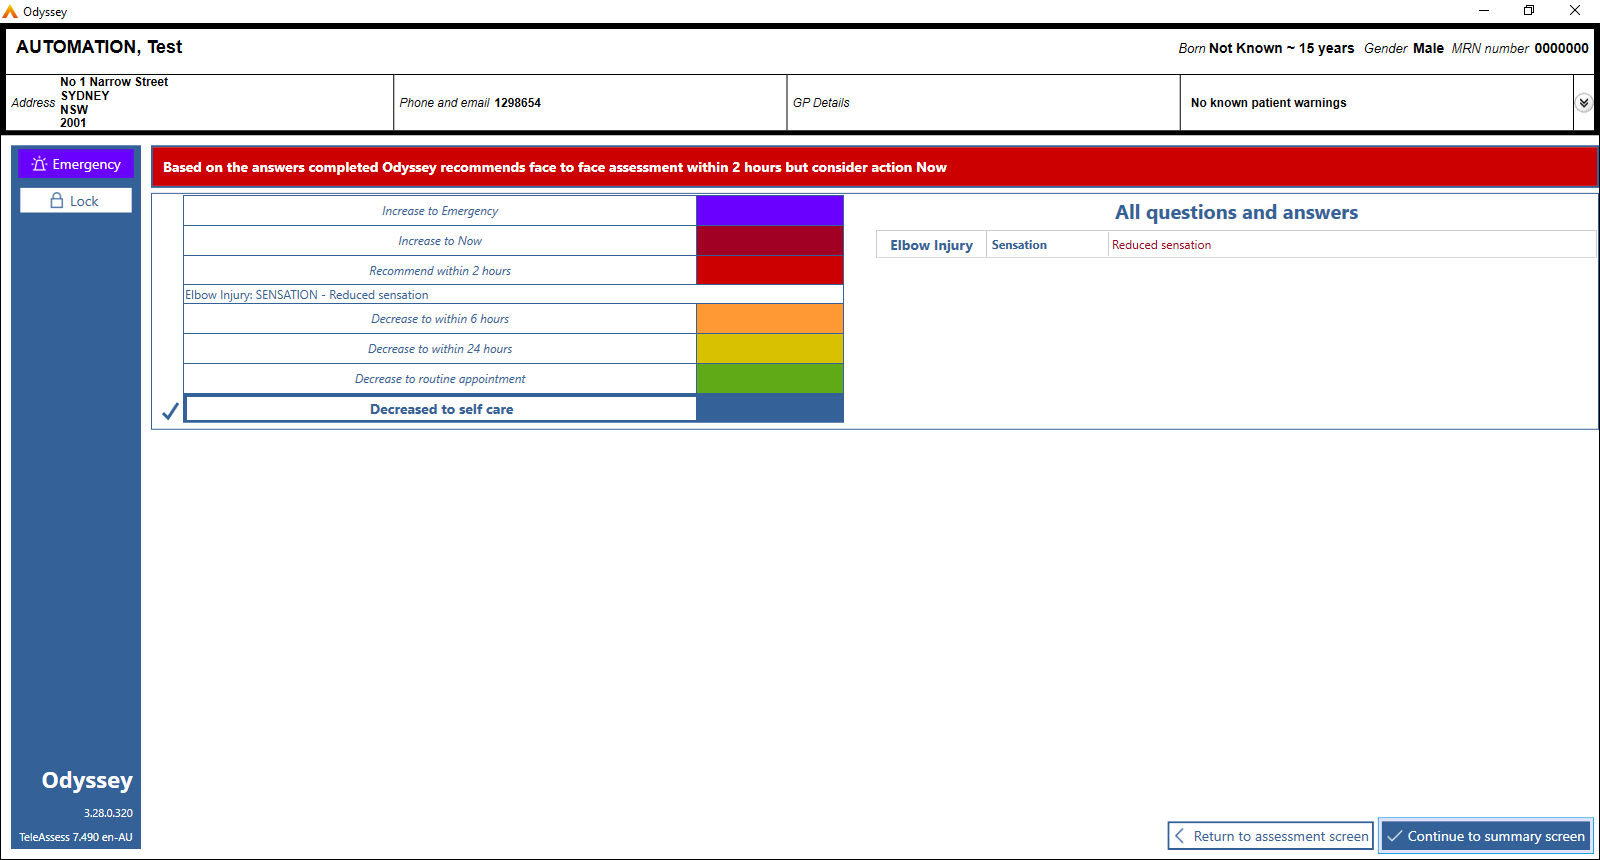 Odyssey
AUTOMATION, Test
Born Not Known ~ 15 years Gender Male MRN number 0000000
Address
No 1 Narrow Street
SYDNEY
NSW
2001
Phone and email 1298654
GP Details
No known patient warnings
Emergency
Lock
Based on the answers completed Odyssey recommends face to face assessment within 2 hours but consider action Now
Increase to Emergency
Increase to Now
Recommend within 2 hours
Elbow Injury: SENSATION - Reduced sensation
Decrease to within 6 hours
Decrease to within 24 hours
Decrease to routine appointment
Decreased to self care
All questions and answers
Elbow Injury Sensation Reduced sensation
Odyssey
3.28.0.320
TeleAssess 7.490 en-AU
Return to assessment screen
Continue to summary screen